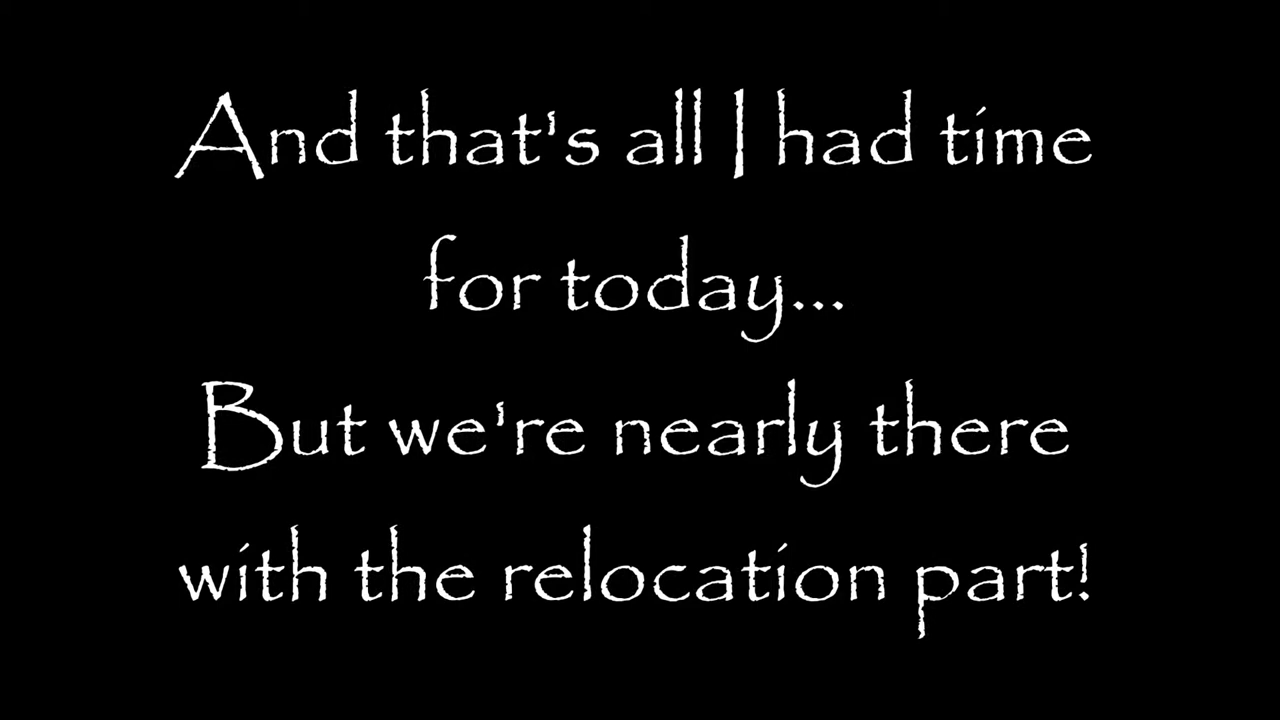 And that's all I had time
for today...
But we're nearly there
with the relocation part!